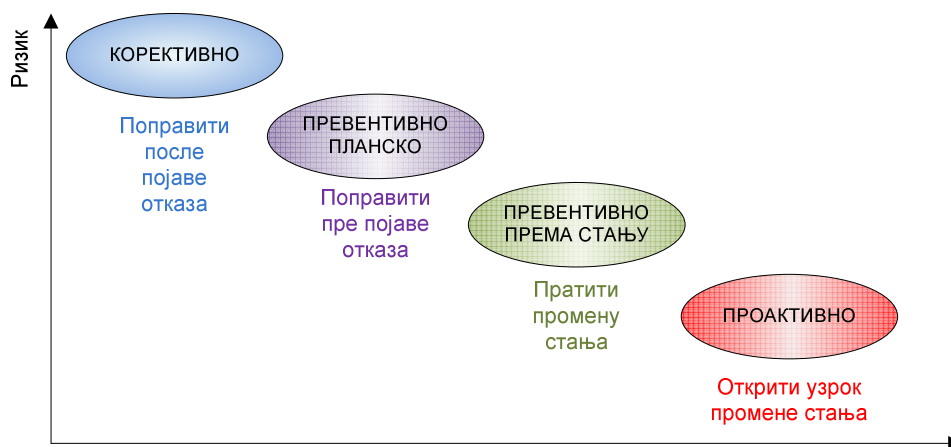 Ризик
КОРЕКТИВНО
Поправити
после
појаве
отказа
ПРЕВЕНТИВНО
ПЛАНСКО
Поправити
пре појаве
отказа
ПРЕВЕНТИВНО
ПРЕМА СТАЊУ
Пратити
промену
стања
ПРОАКТИВНО
Открити узрок
промене стања